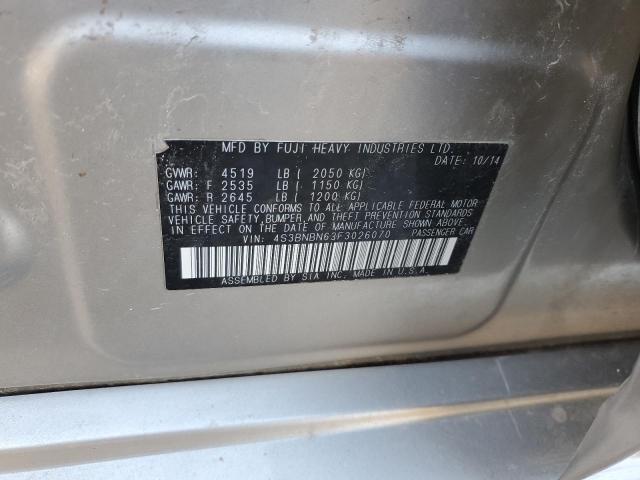 MFD BY FUJI HEAVY INDUSTRIES LTD.
DATE: 10/14
GVWR: 4519 LB ( 2050 KG)
GAWR: F 2535 LB ( 1150 KG)
GAWR: R 2645 LB ( 1200 KG)
THIS VEHICLE CONFORMS TO ALL APPLICABLE FEDERAL MOTOR
VEHICLE SAFETY, BUMPER, AND THEFT PREVENTION STANDARDS
IN EFFECT ON THE DATE OF MANUFACTURE SHOWN ABOVE.
VIN: 4S3BNBN63F3026070 PASSENGER CAR
ASSEMBLED BY SIA INC. MADE IN U.S.A.